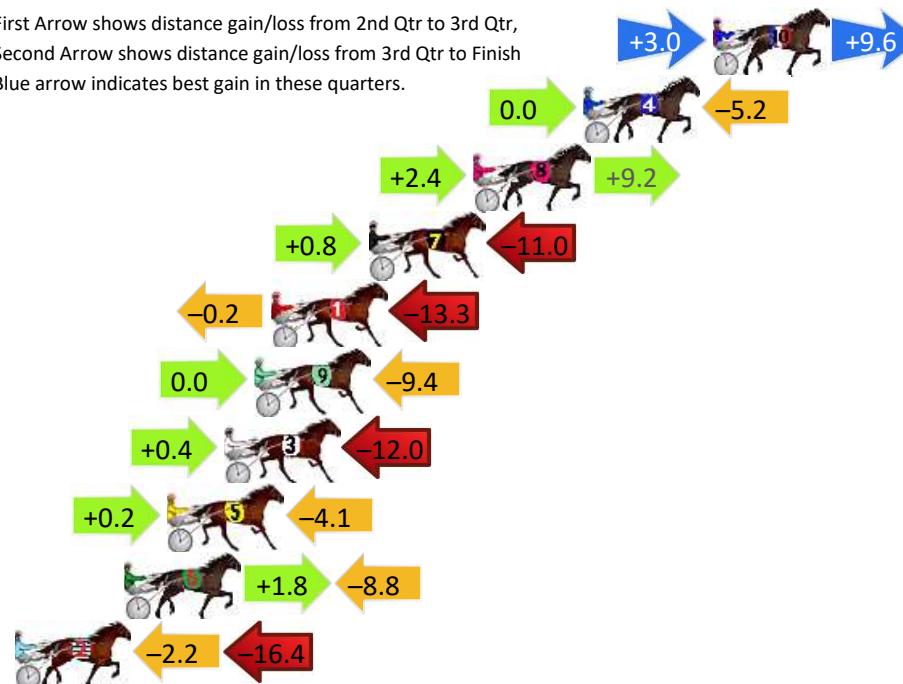 First Arrow shows distance gain/loss from 2nd Qtr to 3rd Qtr,
Second Arrow shows distance gain/loss from 3rd Qtr to Finish
Blue arrow indicates best gain in these quarters.
+3.0 10 +9.6
0.0 4 –5.2
+2.4 8 +9.2
+0.8 7 –11.0
–0.2 1 –13.3
0.0 9 –9.4
+0.4 3 –12.0
+0.2 5 –4.1
6 +1.8 –8.8
2 –2.2 –16.4